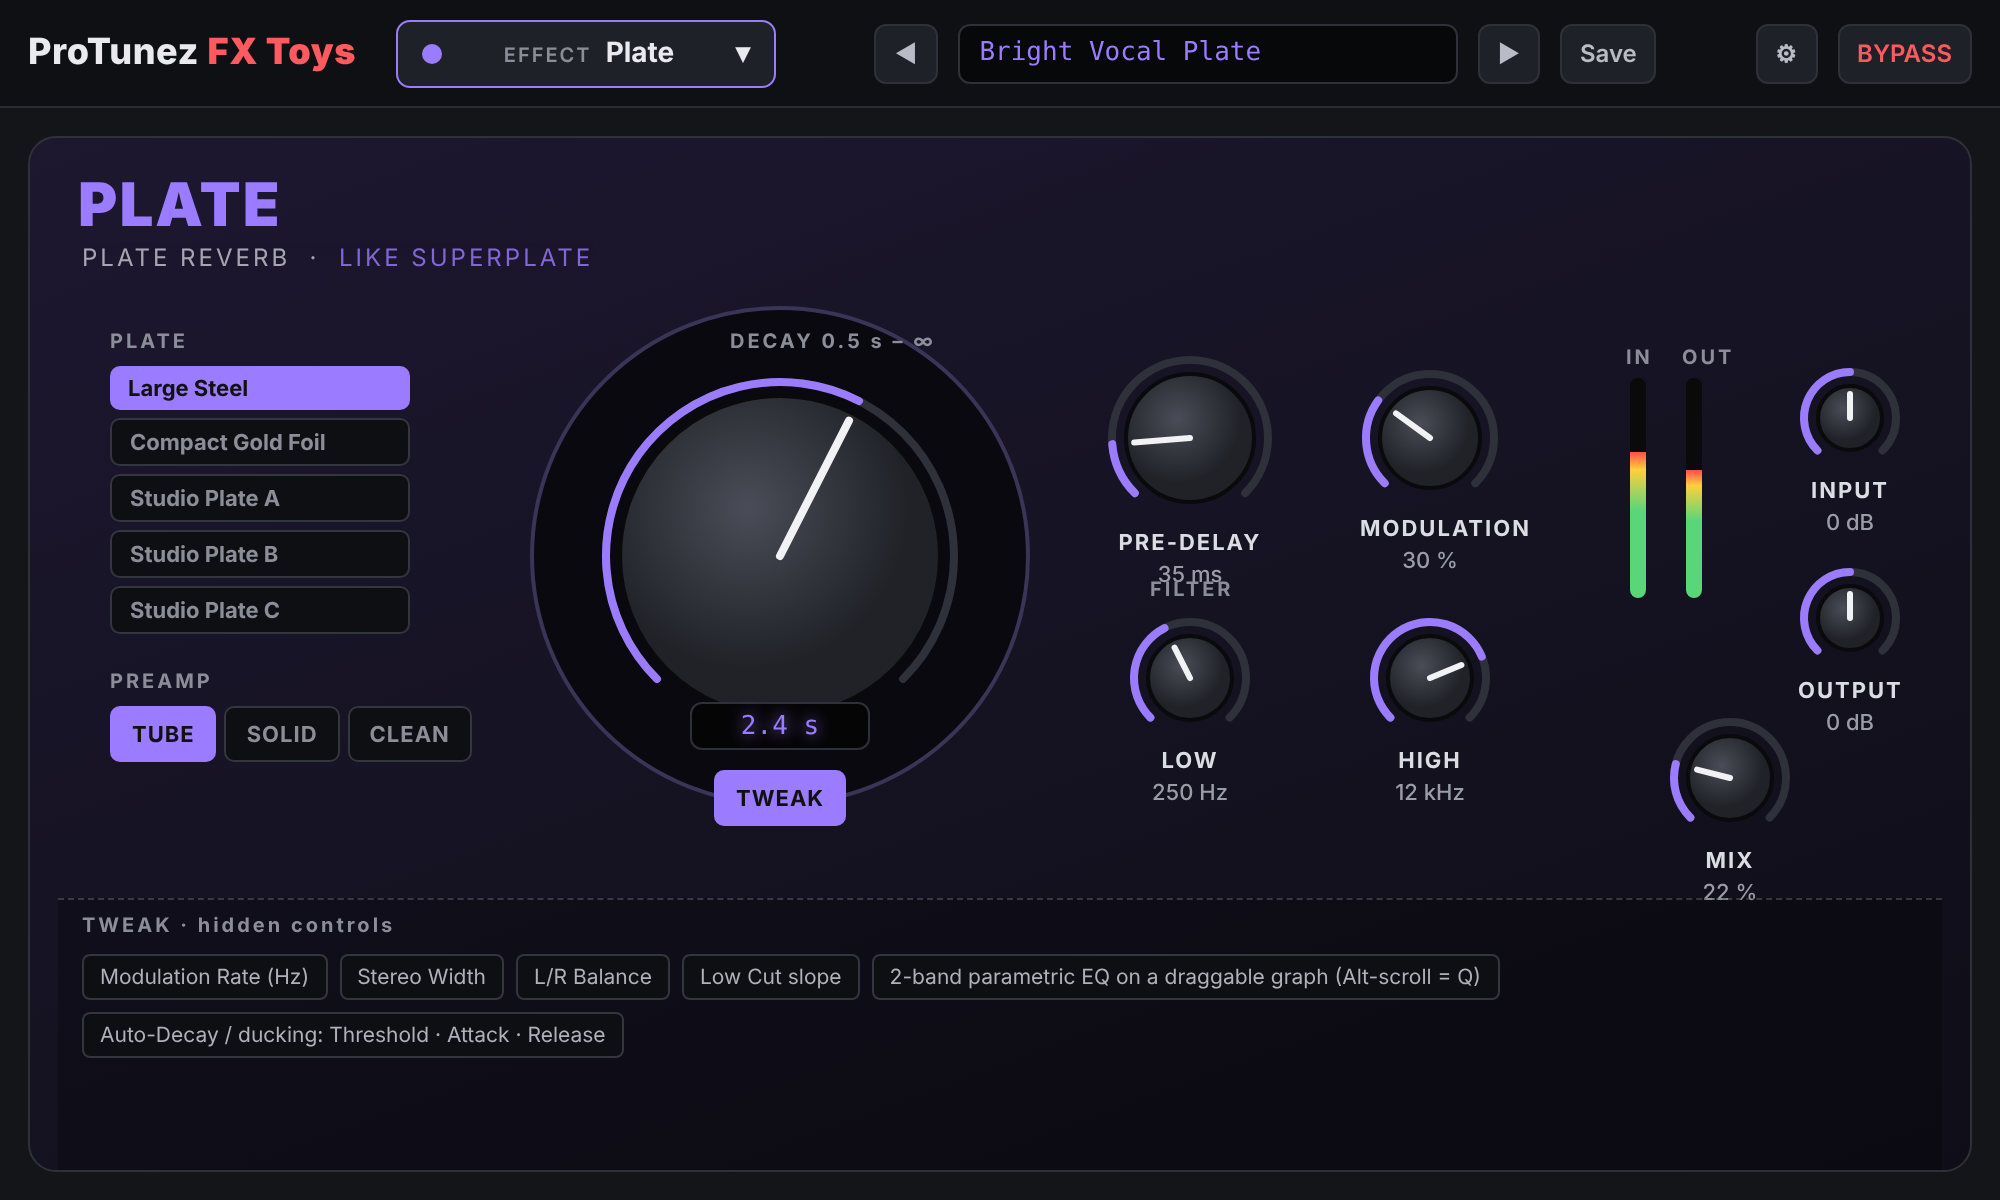 ProTunez FX Toys
EFFECT Plate ▼
◀ Bright Vocal Plate ▶ Save
⚙ BYPASS
PLATE
PLATE REVERB · LIKE SUPERPLATE
PLATE
Large Steel
Compact Gold Foil
Studio Plate A
Studio Plate B
Studio Plate C
PREAMP
TUBE SOLID CLEAN
DECAY 0.5 s – ∞
2.4 s
TWEAK
PRE-DELAY
35 ms
MODULATION
30 %
FILTER
LOW
250 Hz
HIGH
12 kHz
IN OUT
INPUT
0 dB
OUTPUT
0 dB
MIX
22 %
TWEAK · hidden controls
Modulation Rate (Hz) Stereo Width L/R Balance Low Cut slope 2-band parametric EQ on a draggable graph (Alt-scroll = Q)
Auto-Decay / ducking: Threshold · Attack · Release